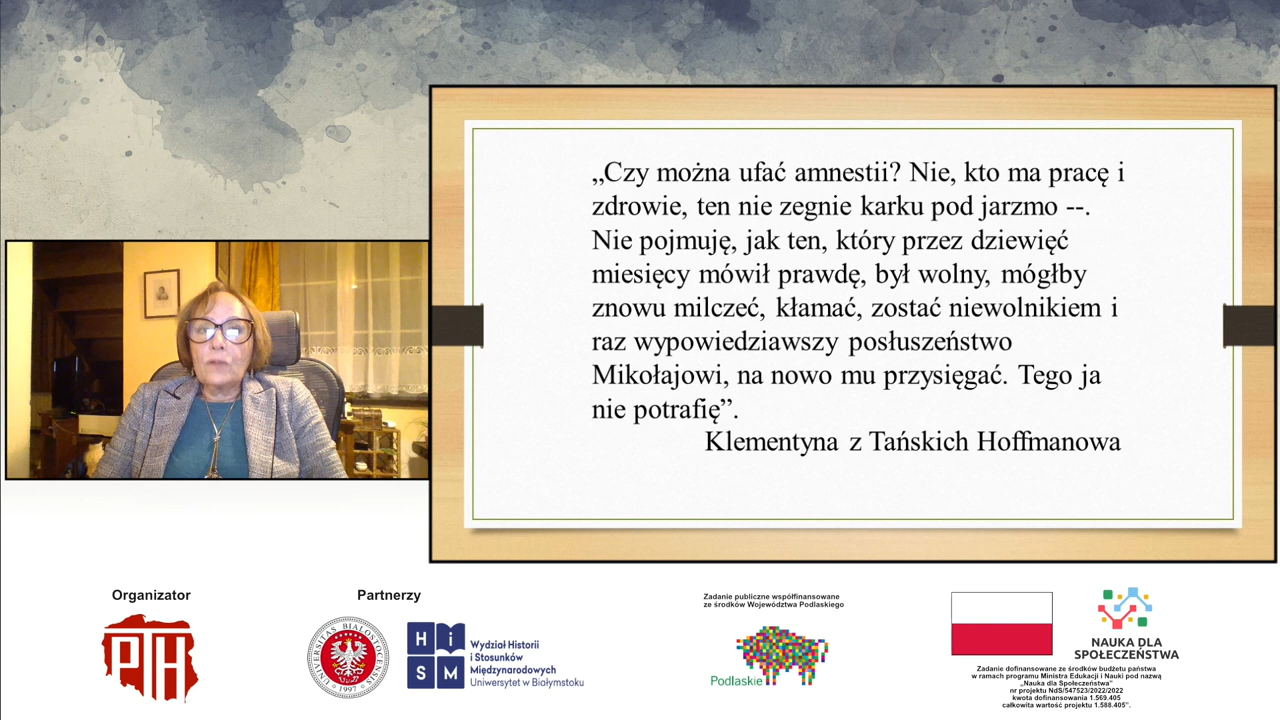 „Czy można ufać amnestii? Nie, kto ma pracę i
zdrowie, ten nie zegnie karku pod jarzmo --.
Nie pojmuję, jak ten, który przez dziewięć
miesięcy mówił prawdę, był wolny, mógłby
znowu milczeć, kłamać, zostać niewolnikiem i
raz wypowiedziawszy posłuszeństwo
Mikołajowi, na nowo mu przysięgać. Tego ja
nie potrafię”.
Klementyna z Tańskich Hoffmanowa
Organizator
PTH
Partnerzy
UNIVERSITAS BIALOSTOCENSIS
1997
H i
S M
Wydział Historii
i Stosunków
Międzynarodowych
Uniwersytet w Białymstoku
Zadanie publiczne współfinansowane
ze środków Województwa Podlaskiego
Podlaskie
NAUKA DLA
SPOŁECZEŃSTWA
Zadanie dofinansowane ze środków budżetu państwa
w ramach programu Ministra Edukacji i Nauki pod nazwą
„Nauka dla Społeczeństwa”
nr projektu NdS/547523/2022/2022
kwota dofinansowania 1.569.405
całkowita wartość projektu 1.588.405”.